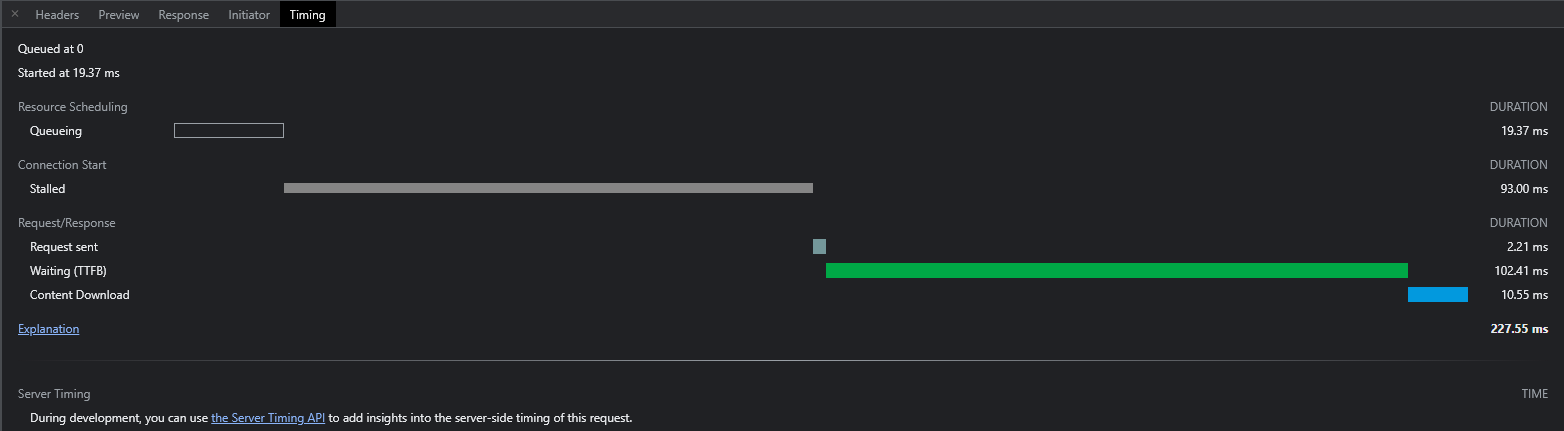 × Headers Preview Response Initiator Timing
Queued at 0
Started at 19.37 ms
Resource Scheduling DURATION
Queueing 19.37 ms
Connection Start DURATION
Stalled 93.00 ms
Request/Response DURATION
Request sent 2.21 ms
Waiting (TTFB) 102.41 ms
Content Download 10.55 ms
Explanation 227.55 ms
Server Timing TIME
During development, you can use the Server Timing API to add insights into the server-side timing of this request.